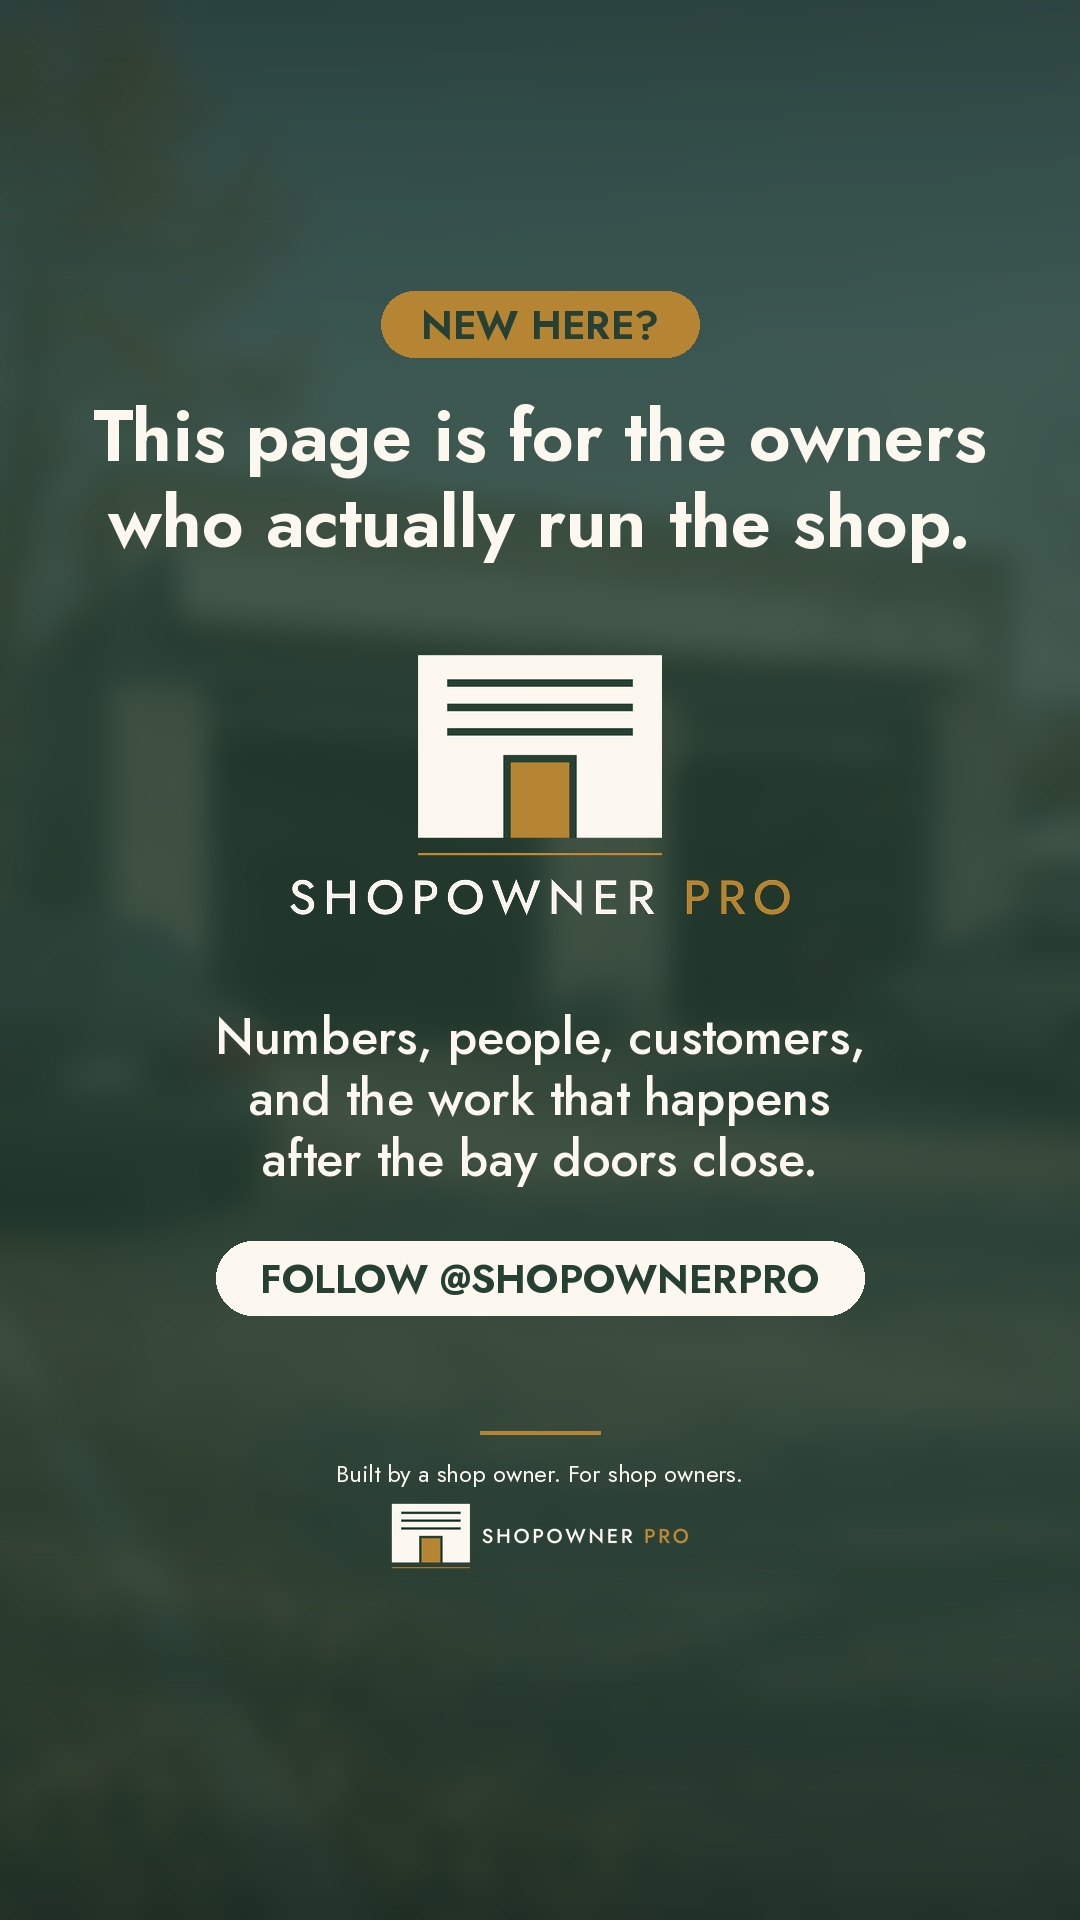 NEW HERE?
This page is for the owners
who actually run the shop.
SHOPOWNER PRO
Numbers, people, customers,
and the work that happens
after the bay doors close.
FOLLOW @SHOPOWNERPRO
Built by a shop owner. For shop owners.
SHOPOWNER PRO